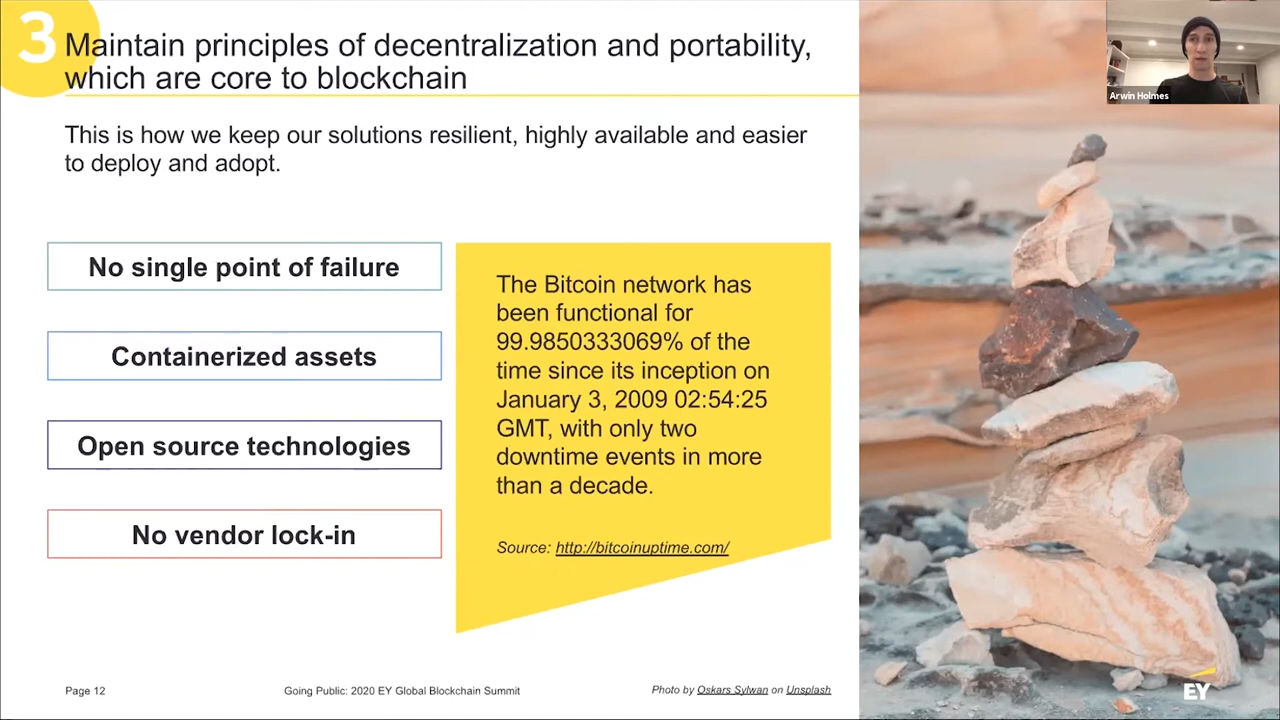 3
Maintain principles of decentralization and portability,
which are core to blockchain
Arwin Holmes
This is how we keep our solutions resilient, highly available and easier
to deploy and adopt.
No single point of failure
Containerized assets
Open source technologies
No vendor lock-in
The Bitcoin network has
been functional for
99.9850333069% of the
time since its inception on
January 3, 2009 02:54:25
GMT, with only two
downtime events in more
than a decade.
Source: http://bitcoinuptime.com/
Page 12
Going Public: 2020 EY Global Blockchain Summit
Photo by Oskars Sylwan on Unsplash
EY